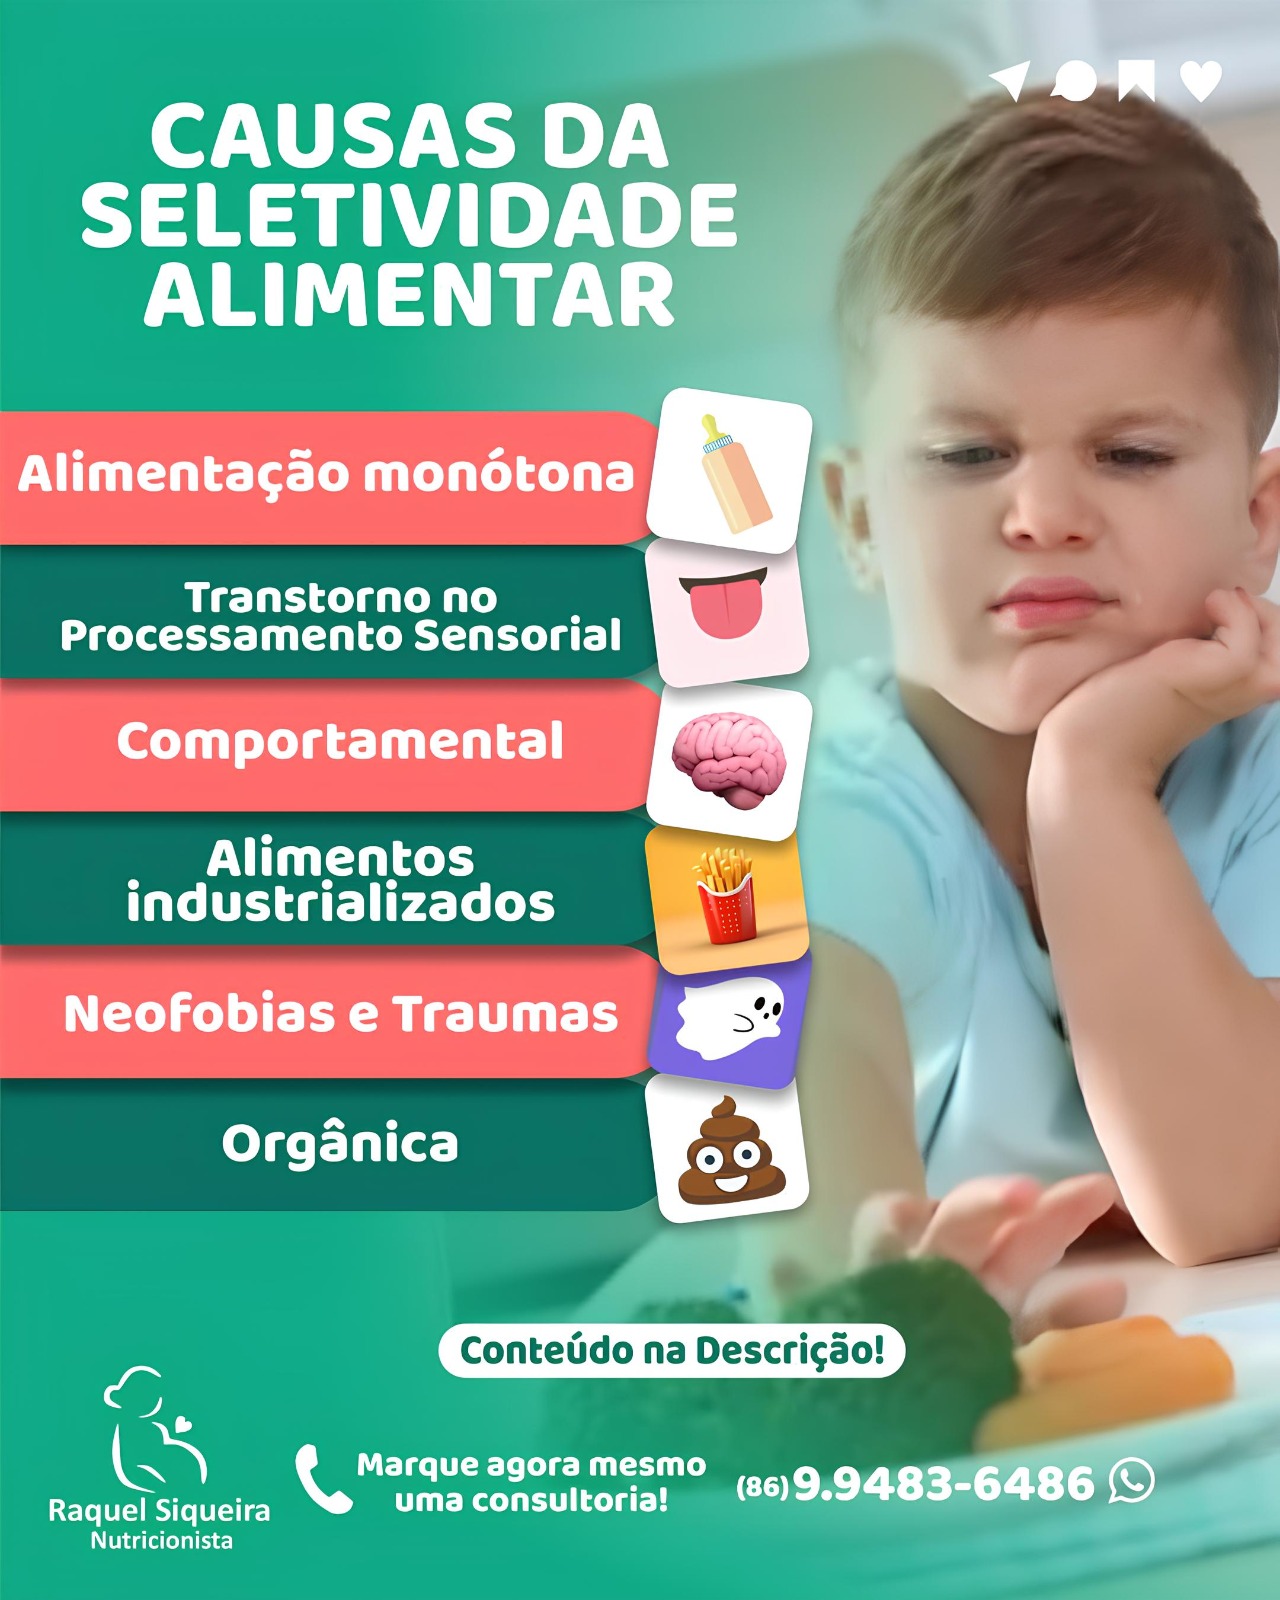 CAUSAS DA
SELETIVIDADE
ALIMENTAR
Alimentação monótona
Transtorno no
Processamento Sensorial
Comportamental
Alimentos
industrializados
Neofobias e Traumas
Orgânica
Conteúdo na Descrição!
Raquel Siqueira
Nutricionista
Marque agora mesmo
uma consultoria!
(86)9.9483-6486